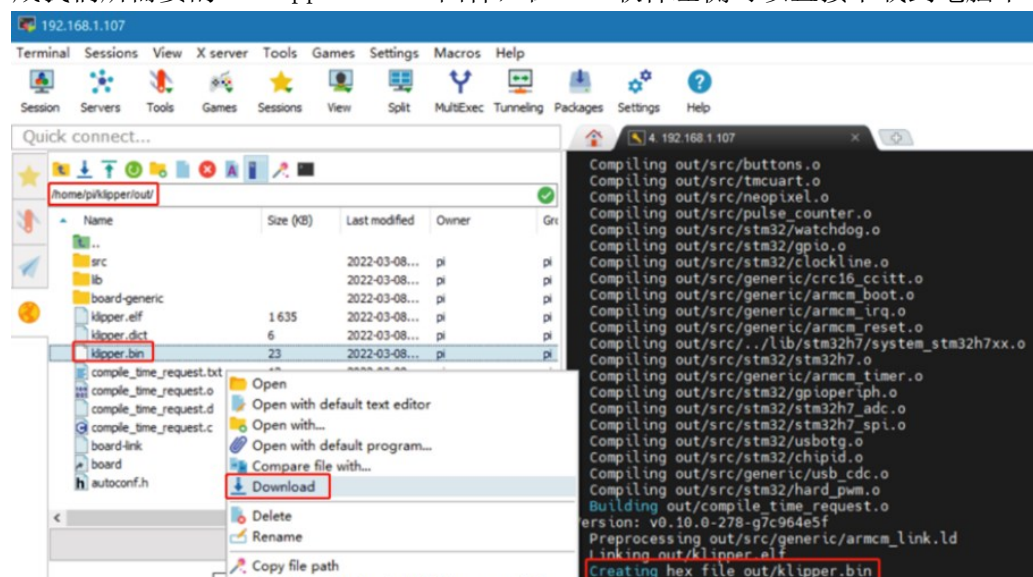 192.168.1.107
Terminal Sessions View X server Tools Games Settings Macros Help
Session Servers Tools Games Sessions View Split MultiExec Tunneling Packages Settings Help
Quick connect...
4. 192.168.1.107
/home/pi/klipper/out/
Name Size (KB) Last modified Owner Gro
..
src 2022-03-08... pi pi
lib 2022-03-08... pi pi
board-generic 2022-03-08... pi pi
klipper.elf 1 635 2022-03-08... pi pi
klipper.dict 6 2022-03-08... pi pi
klipper.bin 23 2022-03-08... pi pi
compile_time_request.txt
compile_time_request.o
compile_time_request.d
compile_time_request.c
board-link
board
autoconf.h
Open
Open with default text editor
Open with...
Open with default program...
Compare file with...
Download
Delete
Rename
Copy file path
Compiling out/src/buttons.o
Compiling out/src/tmcuart.o
Compiling out/src/neopixel.o
Compiling out/src/pulse_counter.o
Compiling out/src/stm32/watchdog.o
Compiling out/src/stm32/gpio.o
Compiling out/src/stm32/clockline.o
Compiling out/src/generic/crc16_ccitt.o
Compiling out/src/generic/armcm_boot.o
Compiling out/src/generic/armcm_irq.o
Compiling out/src/generic/armcm_reset.o
Compiling out/src/../lib/stm32h7/system_stm32h7xx.o
Compiling out/src/stm32/stm32h7.o
Compiling out/src/generic/armcm_timer.o
Compiling out/src/stm32/gpioperiph.o
Compiling out/src/stm32/stm32h7_adc.o
Compiling out/src/stm32/stm32h7_spi.o
Compiling out/src/stm32/usbotg.o
Compiling out/src/stm32/chipid.o
Compiling out/src/generic/usb_cdc.o
Compiling out/src/stm32/hard_pwm.o
Building out/compile_time_request.o
ersion: v0.10.0-278-g7c964e5f
Preprocessing out/src/generic/armcm_link.ld
Linking out/klipper.elf
Creating hex file out/klipper.bin